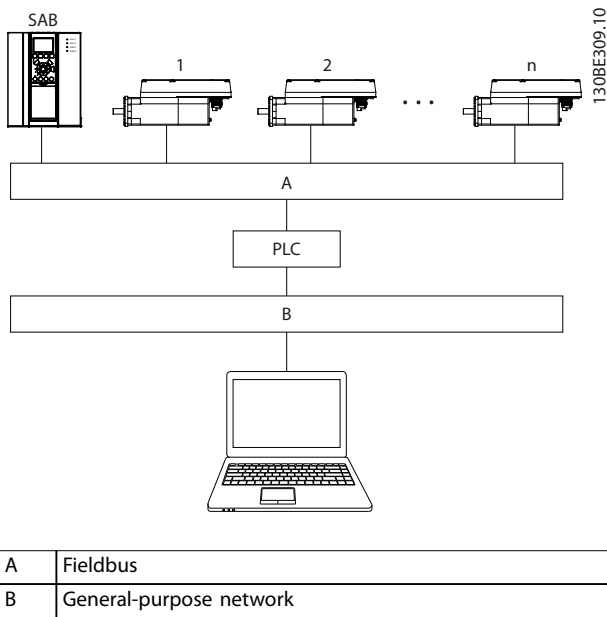 SAB
1
2
n
. . .
130BE309.10
A
PLC
B
A Fieldbus
B General-purpose network